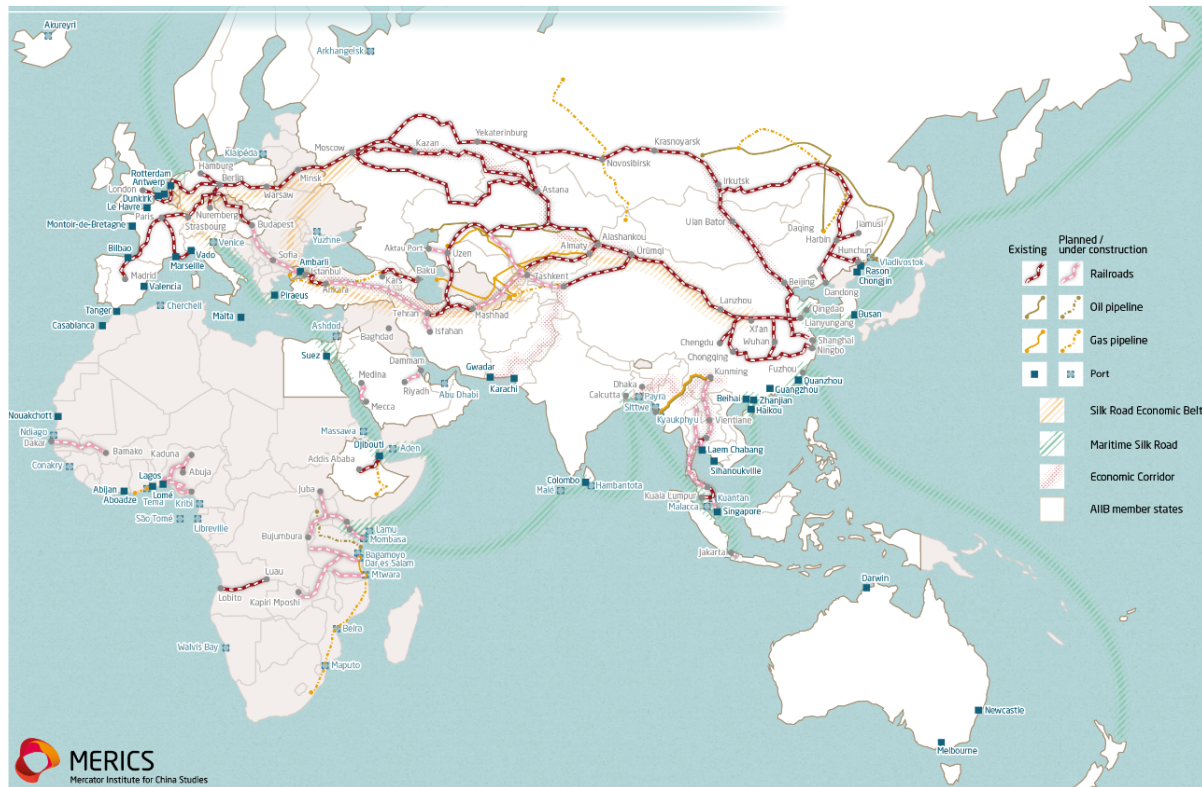 Akureyri
Arkhangelsk
Klaipėda
Moscow
Kazan
Yekaterinburg
Krasnoyarsk
Novosibirsk
Irkutsk
Hamburg
Rotterdam
Antwerp
Berlin
London
Dunkirk
Le Havre
Paris
Warsaw
Minsk
Astana
Ulan Bator
Daqing
Jiamusi
Harbin
Hunchun
Vladivostok
Rason
Chongjin
Montoir-de-Bretagne
Nuremberg
Strasbourg
Budapest
Venice
Yuzhne
Aktau Port
Uzen
Almaty
Alashankou
Ürümqi
Bilbao
Vado
Marseille
Madrid
Valencia
Sofia
Ambarli
Istanbul
Ankara
Kars
Baku
Tashkent
Beijing
Dandong
Lanzhou
Qingdao
Lianyungang
Busan
Tanger
Casablanca
Cherchell
Malta
Piraeus
Tehran
Mashhad
Isfahan
Xi'an
Wuhan
Chengdu
Chongqing
Shanghai
Ningbo
Ashdod
Baghdad
Suez
Dammam
Medina
Riyadh
Mecca
Abu Dhabi
Gwadar
Karachi
Kunming
Fuzhou
Quanzhou
Guangzhou
Dhaka
Calcutta
Payra
Sittwe
Kyaukphyu
Beihai
Zhanjian
Haikou
Vientiane
Nouakchott
Ndiago
Dakar
Bamako
Conakry
Kaduna
Abuja
Lagos
Abijan
Aboadze
Lomé
Tema
Kribi
São Tomé
Libreville
Massawa
Djibouti
Aden
Addis Ababa
Juba
Colombo
Male
Hambantota
Laem Chabang
Sihanoukville
Kuala Lumpur
Kuantan
Malacca
Singapore
Jakarta
Bujumbura
Lamu
Mombasa
Bagamoyo
Dar es Salam
Mtwara
Luau
Lobito
Kapiri Mposhi
Walvis Bay
Beira
Maputo
Darwin
Newcastle
Melbourne
Existing
Planned /
under construction
Railroads
Oil pipeline
Gas pipeline
Port
Silk Road Economic Belt
Maritime Silk Road
Economic Corridor
AIIB member states
MERICS
Mercator Institute for China Studies